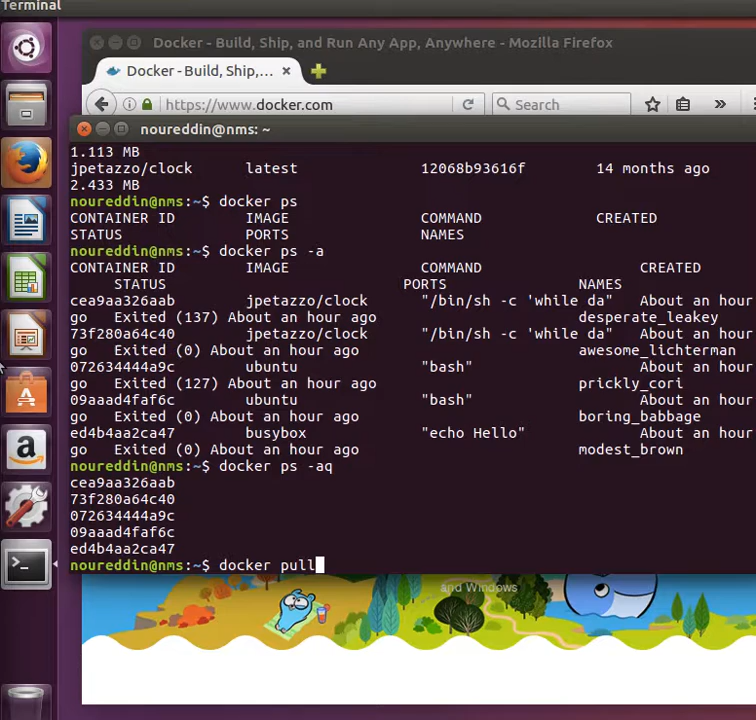 Terminal
Docker - Build, Ship, and Run Any App, Anywhere - Mozilla Firefox
Docker - Build, Ship,...
https://www.docker.com
Search
noureddin@nms: ~
1.113 MB
jpetazzo/clock latest 12068b93616f 14 months ago
2.433 MB
noureddin@nms:~$ docker ps
CONTAINER ID IMAGE COMMAND CREATED
STATUS PORTS NAMES
noureddin@nms:~$ docker ps -a
CONTAINER ID IMAGE COMMAND CREATED
STATUS PORTS NAMES
cea9aa326aab jpetazzo/clock "/bin/sh -c 'while da" About an hour
go Exited (137) About an hour ago desperate_leakey
73f280a64c40 jpetazzo/clock "/bin/sh -c 'while da" About an hour
go Exited (0) About an hour ago awesome_lichterman
072634444a9c ubuntu "bash" About an hour
go Exited (127) About an hour ago prickly_cori
09aaad4faf6c ubuntu "bash" About an hour
go Exited (0) About an hour ago boring_babbage
ed4b4aa2ca47 busybox "echo Hello" About an hour
go Exited (0) About an hour ago modest_brown
noureddin@nms:~$ docker ps -aq
cea9aa326aab
73f280a64c40
072634444a9c
09aaad4faf6c
ed4b4aa2ca47
noureddin@nms:~$ docker pull
and Windows